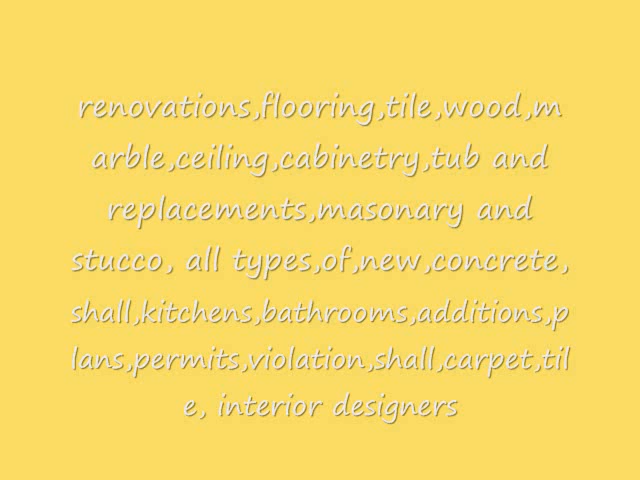 renovations,flooring,tile,wood,m
arble,ceiling,cabinetry,tub and
replacements,masonary and
stucco, all types,of,new,concrete,
shall,kitchens,bathrooms,additions,p
lans,permits,violation,shall,carpet,til
e, interior designers